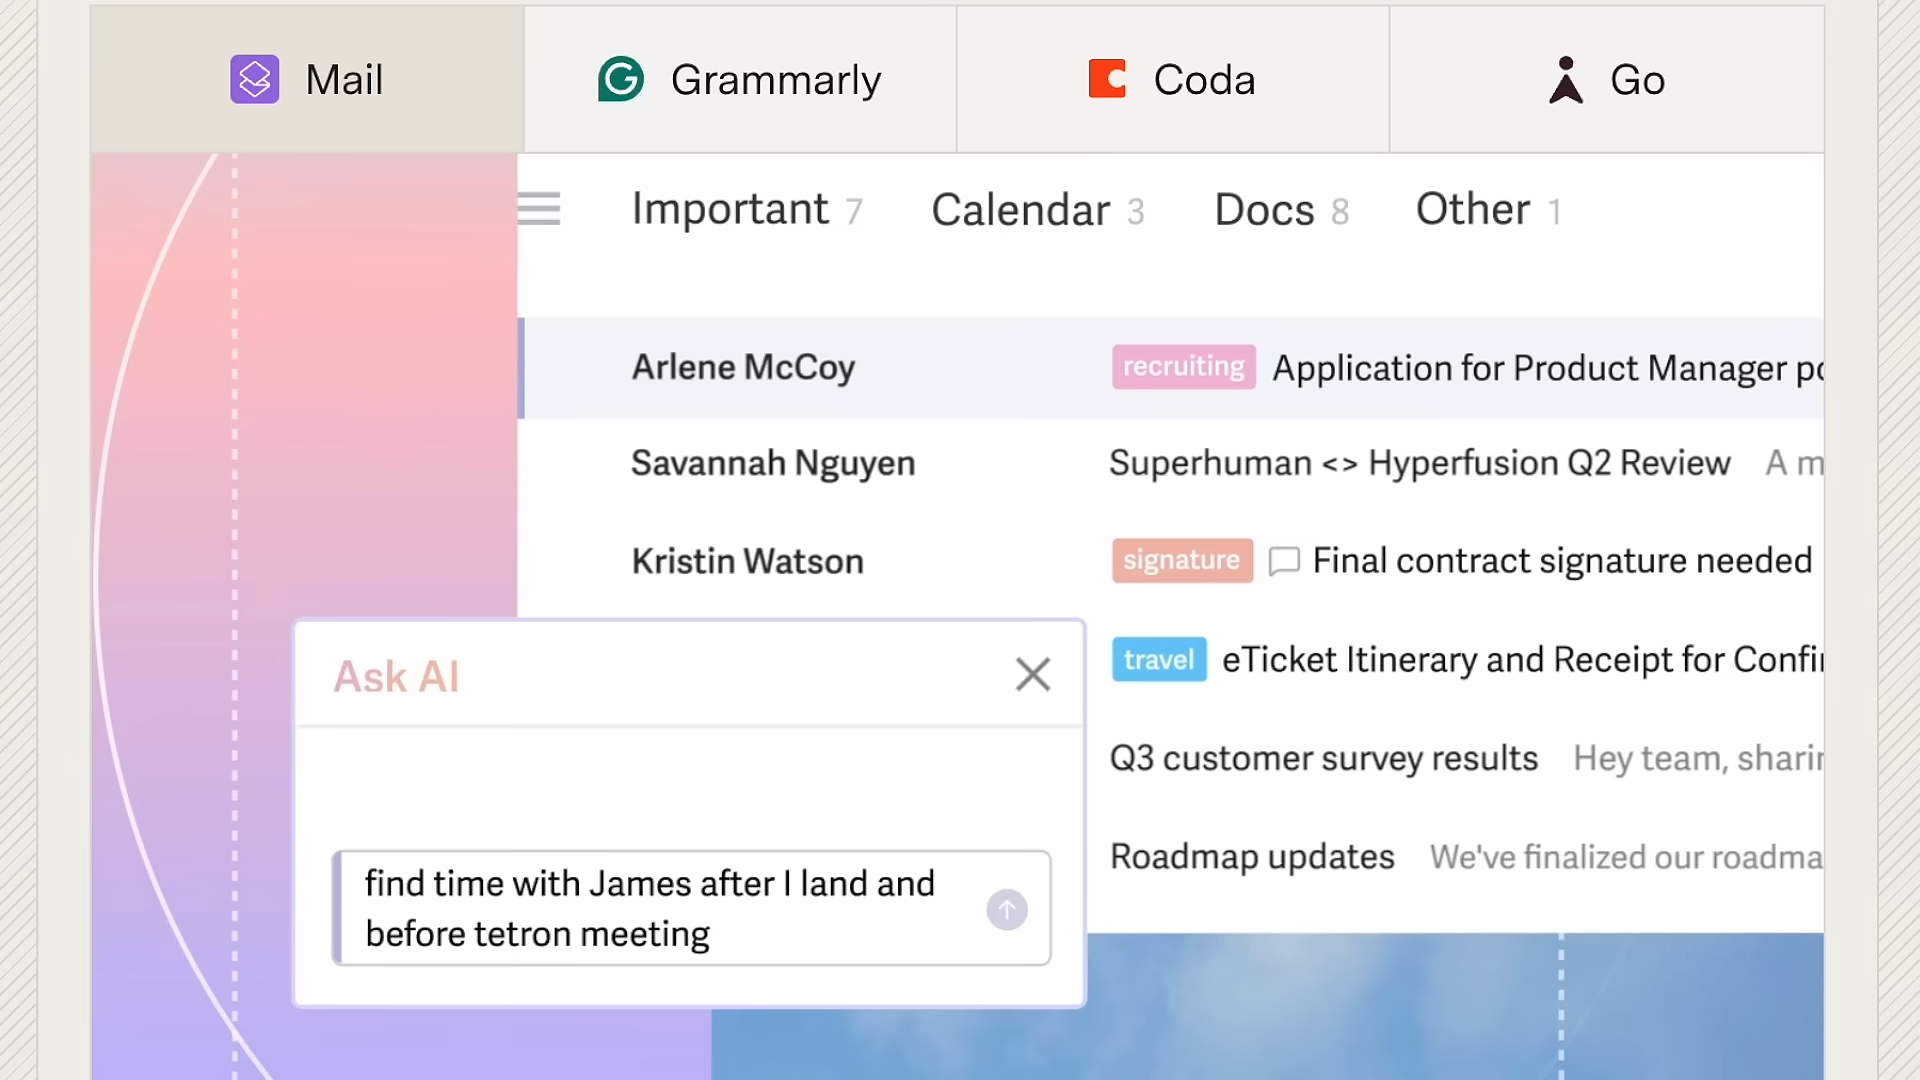 Mail
Grammarly
Coda
Go
Important 7
Calendar 3
Docs 8
Other 1
Arlene McCoy
recruiting
Application for Product Manager
Savannah Nguyen
Superhuman <> Hyperfusion Q2 Review
A
Kristin Watson
signature
Final contract signature needed
travel
eTicket Itinerary and Receipt for
Q3 customer survey results
Hey team,
Roadmap updates
We've finalized our
Ask AI
find time with James after I land and
before tetron meeting